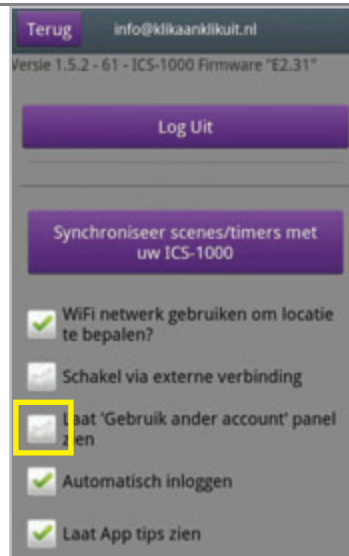 Terug info@klikaanklikuit.nl
Versie 1.5.2 - 61 - ICS-1000 Firmware "E2.31"
Log Uit
Synchroniseer scenes/timers met
uw ICS-1000
WiFi netwerk gebruiken om locatie
te bepalen?
Schakel via externe verbinding
Laat 'Gebruik ander account' panel
zien
Automatisch inloggen
Laat App tips zien